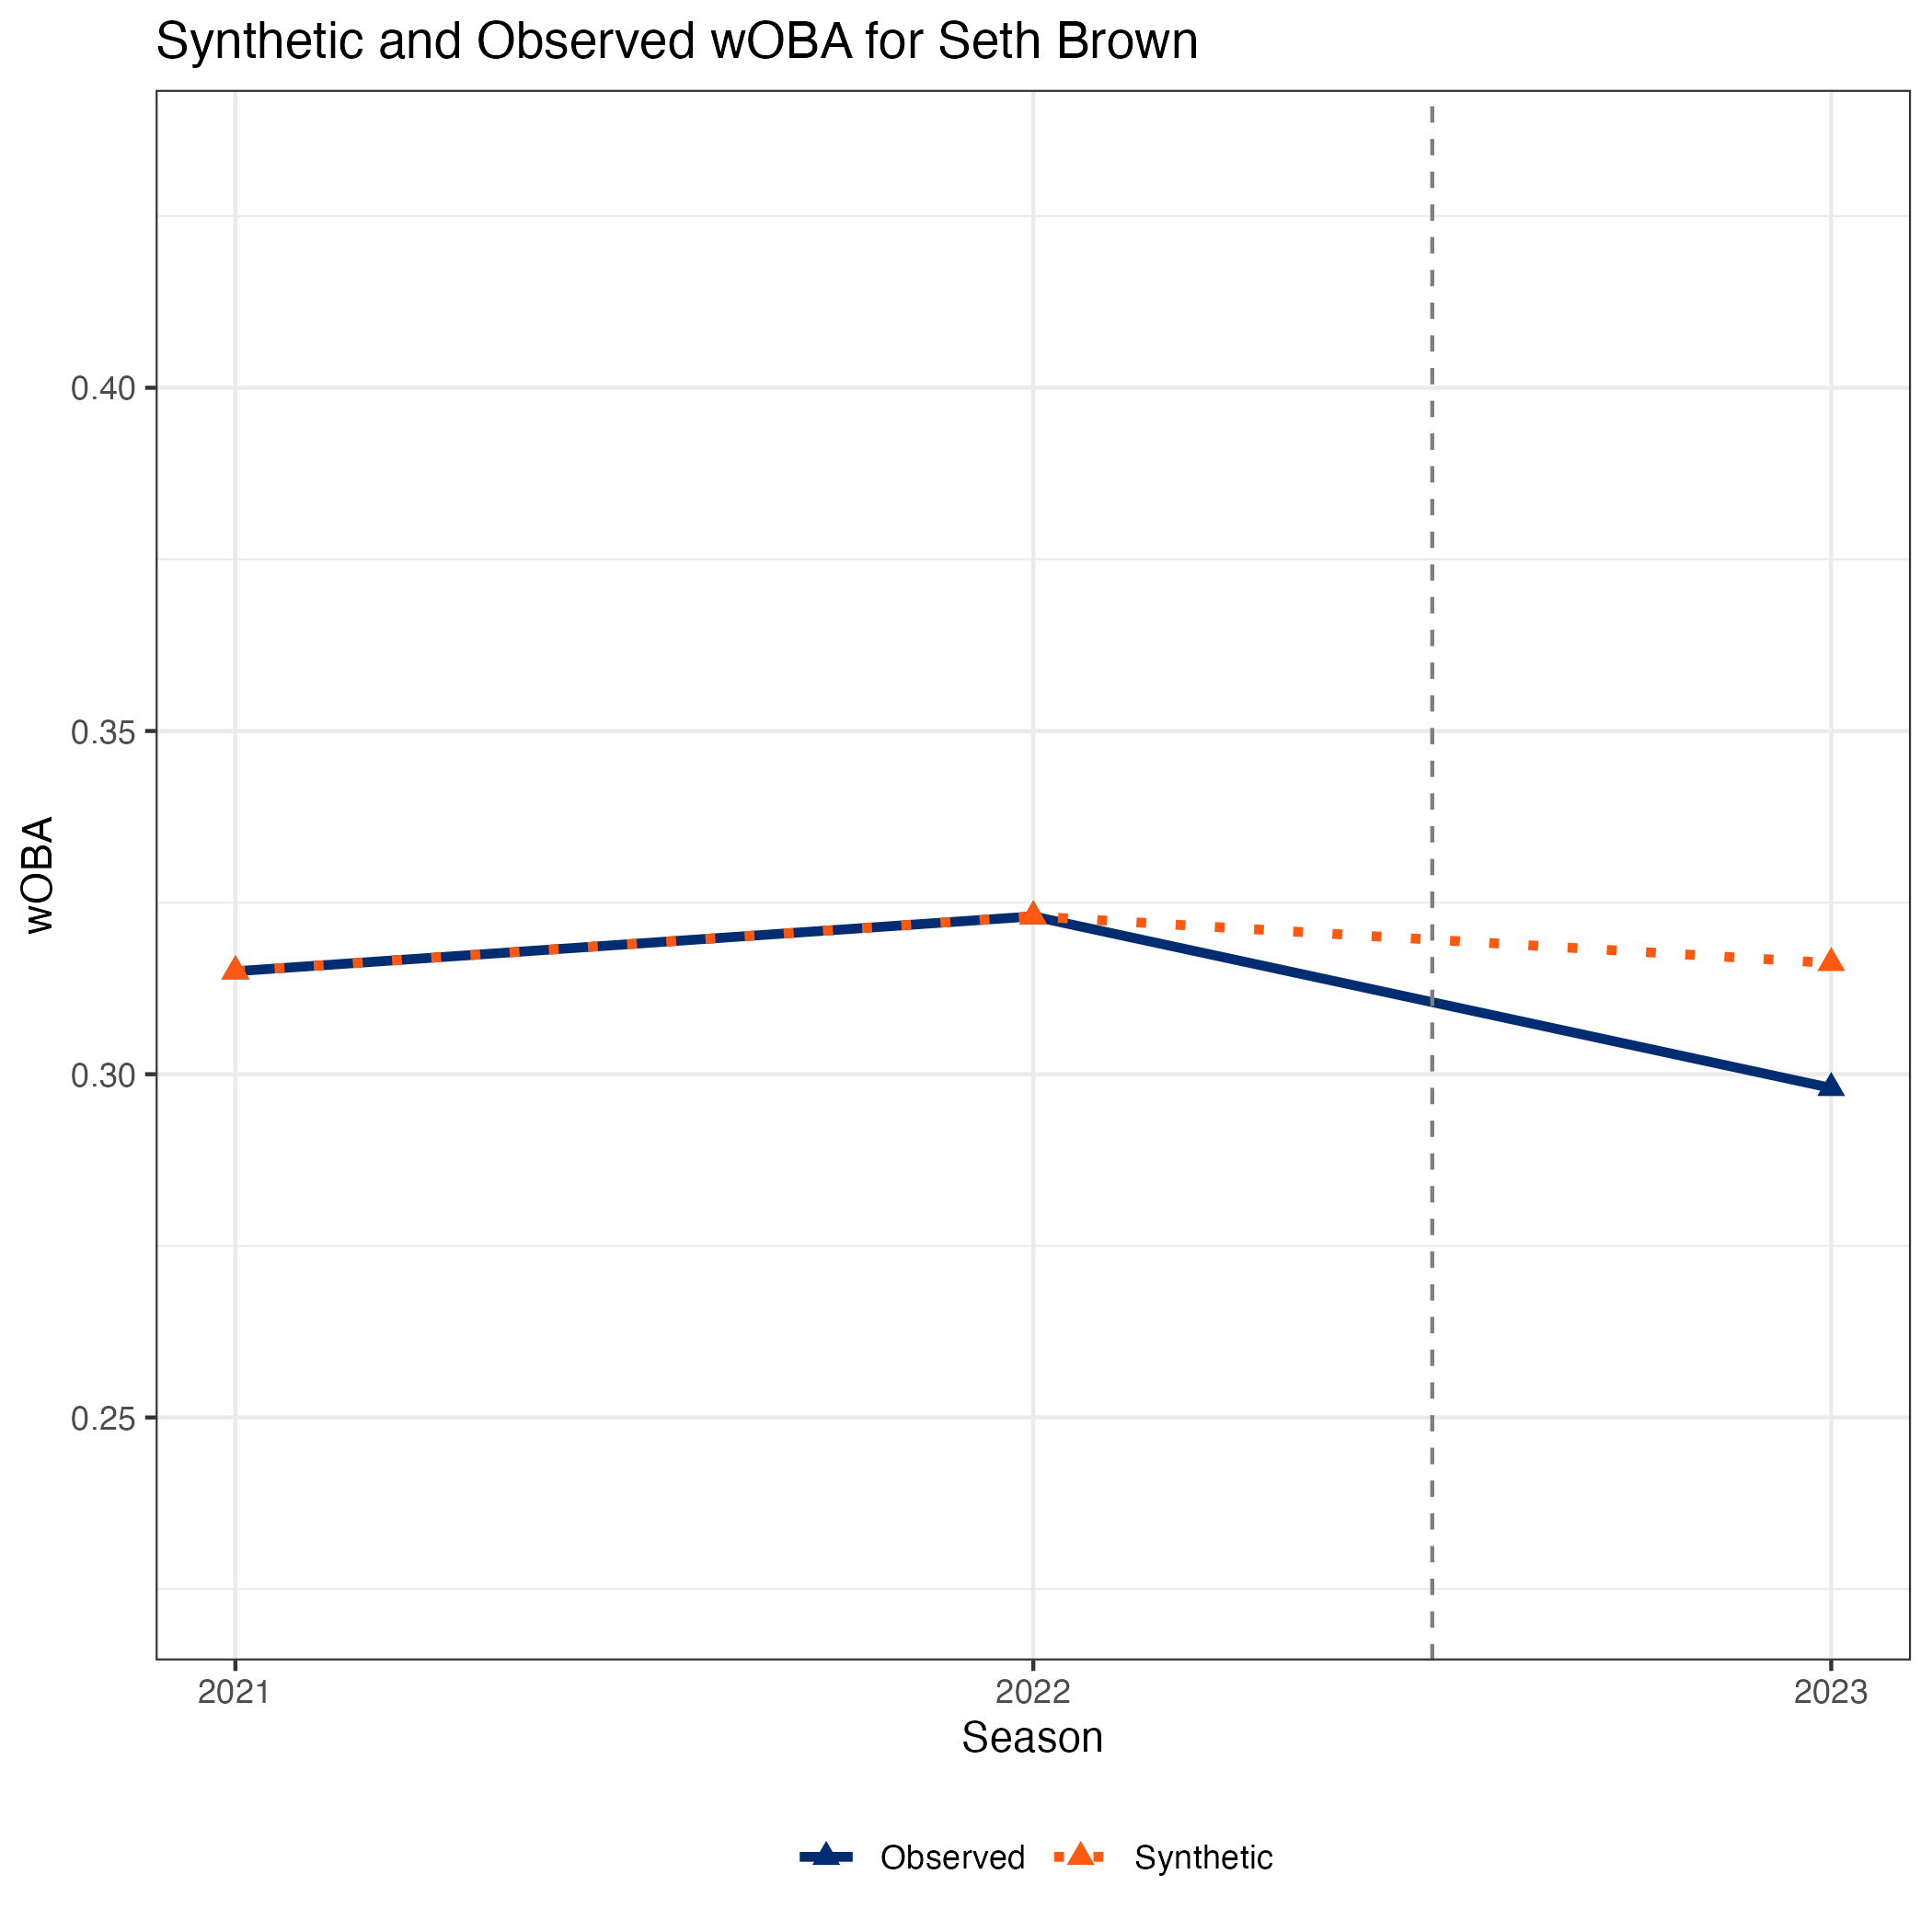 Synthetic and Observed wOBA for Seth Brown
wOBA
0.40
0.35
0.30
0.25
2021 2022 2023
Season
Observed Synthetic